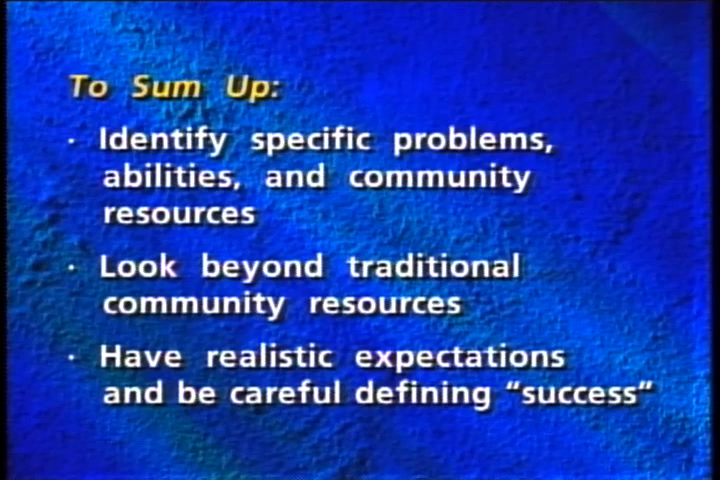 To Sum Up:
· Identify specific problems,
abilities, and community
resources
· Look beyond traditional
community resources
· Have realistic expectations
and be careful defining “success”